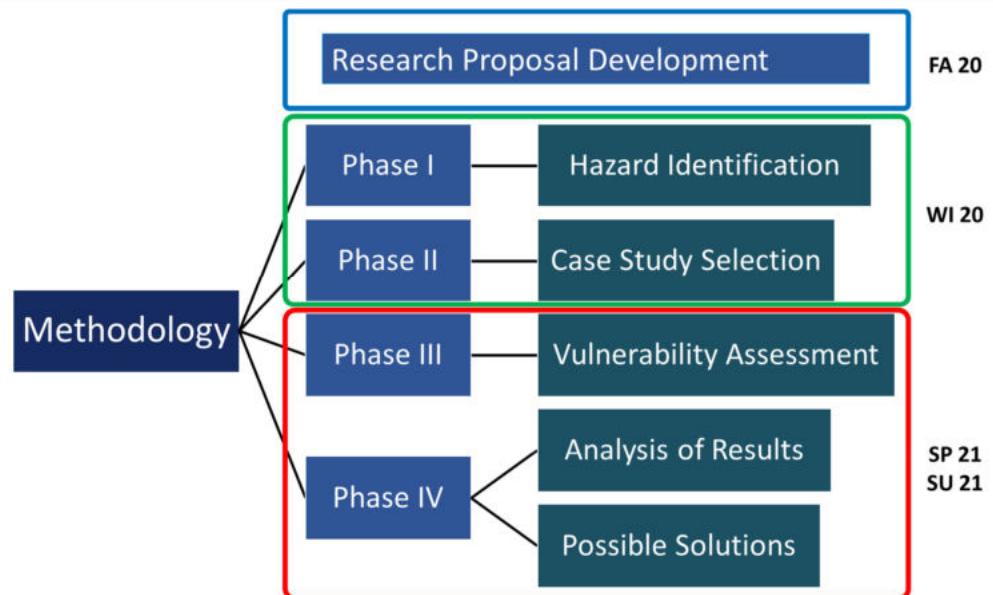 Research Proposal Development
FA 20
Phase I
Hazard Identification
WI 20
Phase II
Case Study Selection
Methodology
Phase III
Vulnerability Assessment
Analysis of Results
SP 21
SU 21
Phase IV
Possible Solutions